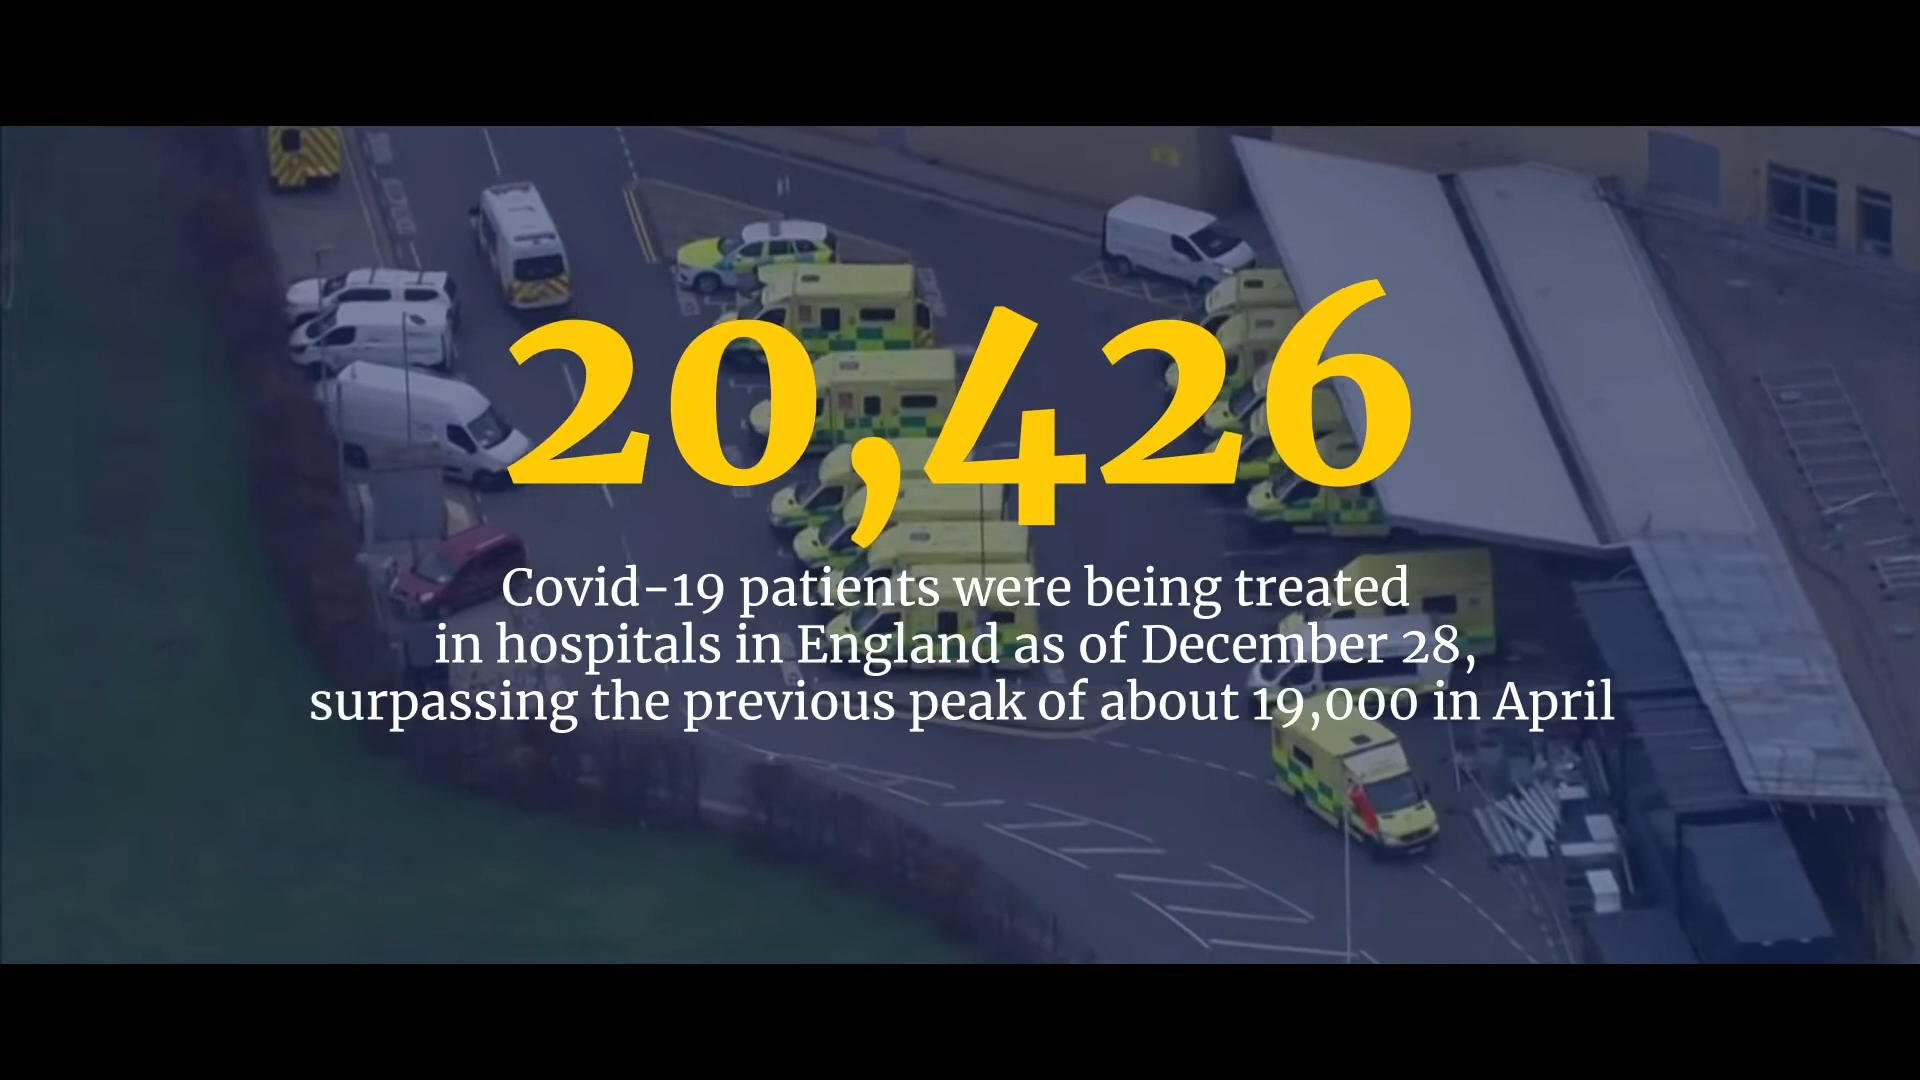 20,426
Covid-19 patients were being treated
in hospitals in England as of December 28,
surpassing the previous peak of about 19,000 in April